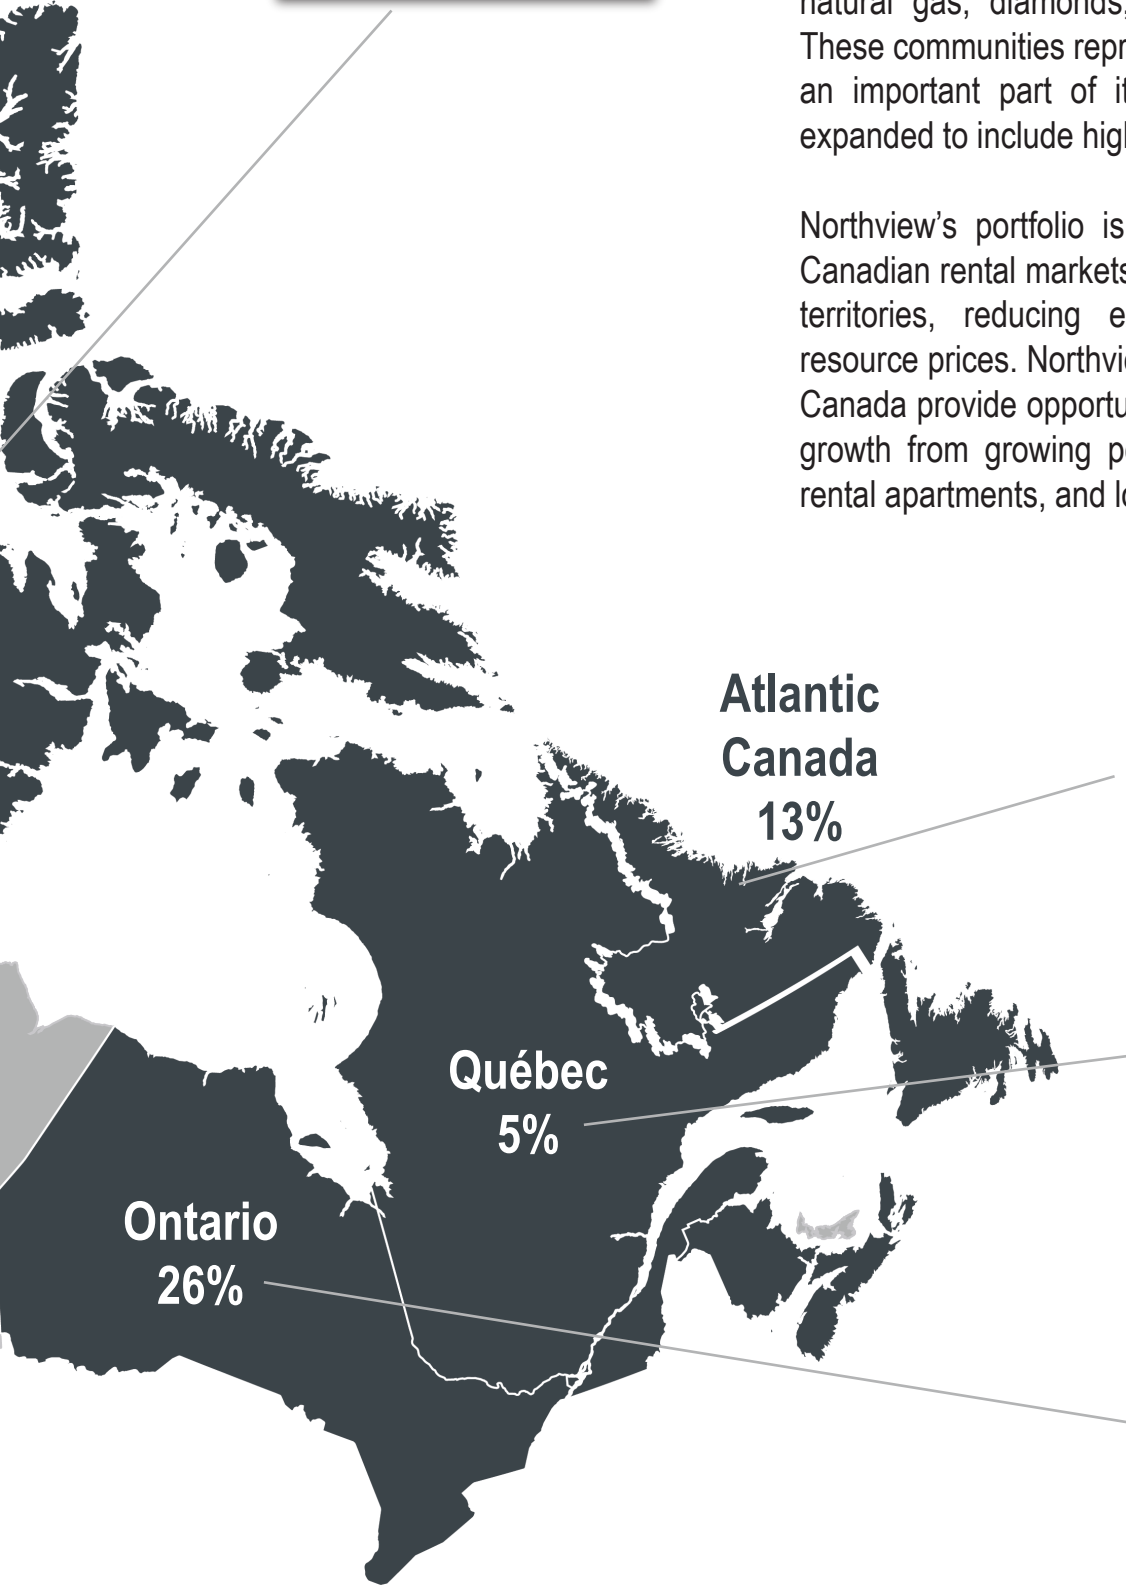 natural gas, diamonds,
These communities repr
an important part of it
expanded to include hig
Northview's portfolio is
Canadian rental markets
territories, reducing e
resource prices. Northvi
Canada provide opportu
growth from growing p
rental apartments, and l
Atlantic
Canada
13%
Québec
5%
Ontario
26%